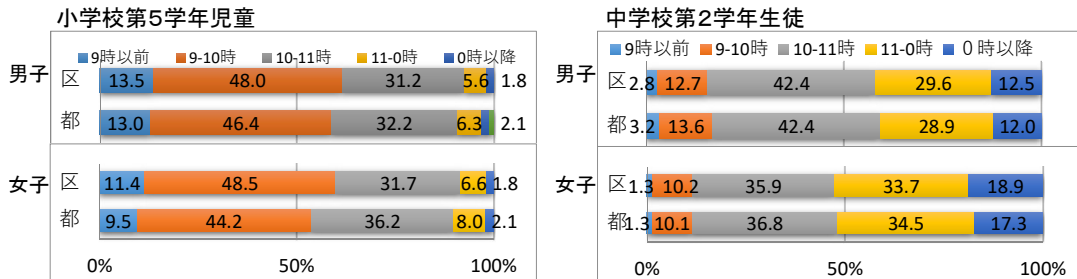 小学校第5学年児童
9時以前 9-10時 10-11時 11-0時 0時以降
男子
区 13.5 48.0 31.2 5.6 1.8
都 13.0 46.4 32.2 6.3 2.1
女子
区 11.4 48.5 31.7 6.6 1.8
都 9.5 44.2 36.2 8.0 2.1
0% 50% 100%
中学校第2学年生徒
9時以前 9-10時 10-11時 11-0時 0時以降
男子
区 2.8 12.7 42.4 29.6 12.5
都 3.2 13.6 42.4 28.9 12.0
女子
区 1.3 10.2 35.9 33.7 18.9
都 1.3 10.1 36.8 34.5 17.3
0% 50% 100%